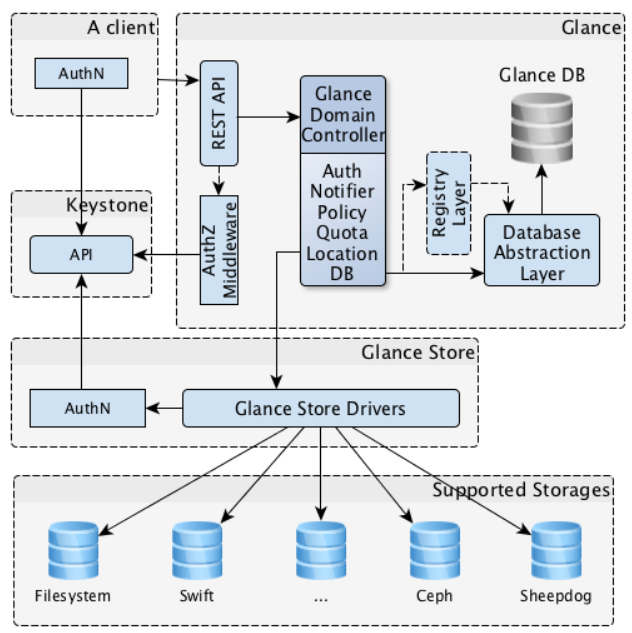 A client
AuthN
Glance
REST API
AuthZ
Middleware
Glance
Domain
Controller
Auth
Notifier
Policy
Quota
Location
DB
Registry
Layer
Glance DB
Database
Abstraction
Layer
Keystone
API
Glance Store
AuthN
Glance Store Drivers
Supported Storages
Filesystem
Swift
...
Ceph
Sheepdog